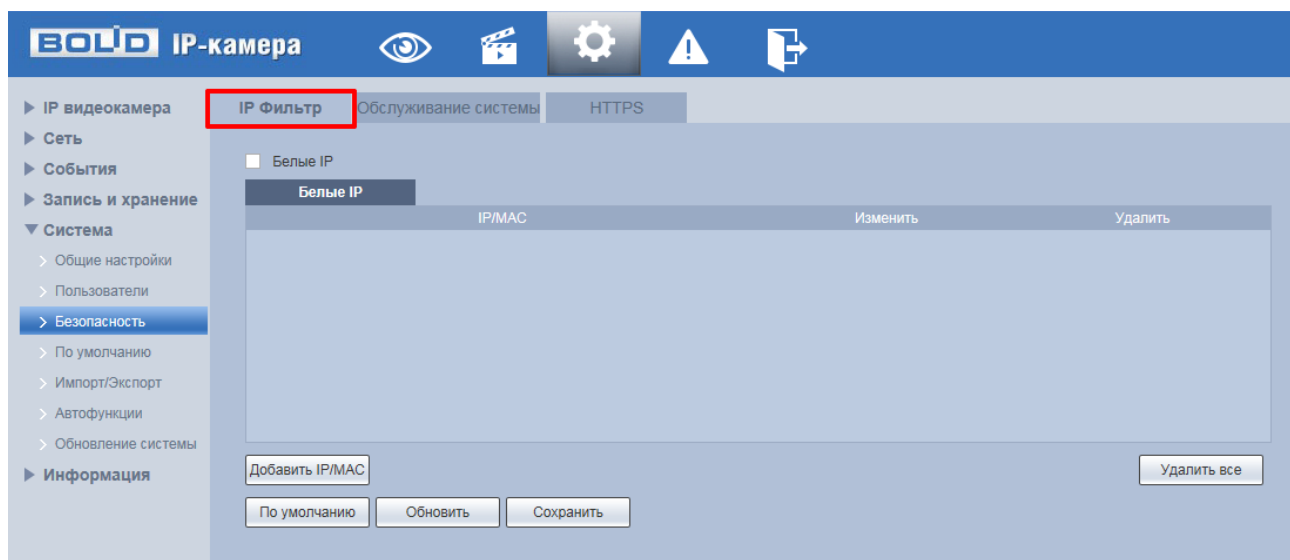 BOLID IP-камера
IP видеокамера
Сеть
События
Запись и хранение
Система
Общие настройки
Пользователи
Безопасность
По умолчанию
Импорт/Экспорт
Автофункции
Обновление системы
Информация
IP Фильтр Обслуживание системы HTTPS
Белые IP
Белые IP
IP/MAC Изменить Удалить
Добавить IP/MAC Удалить все
По умолчанию Обновить Сохранить